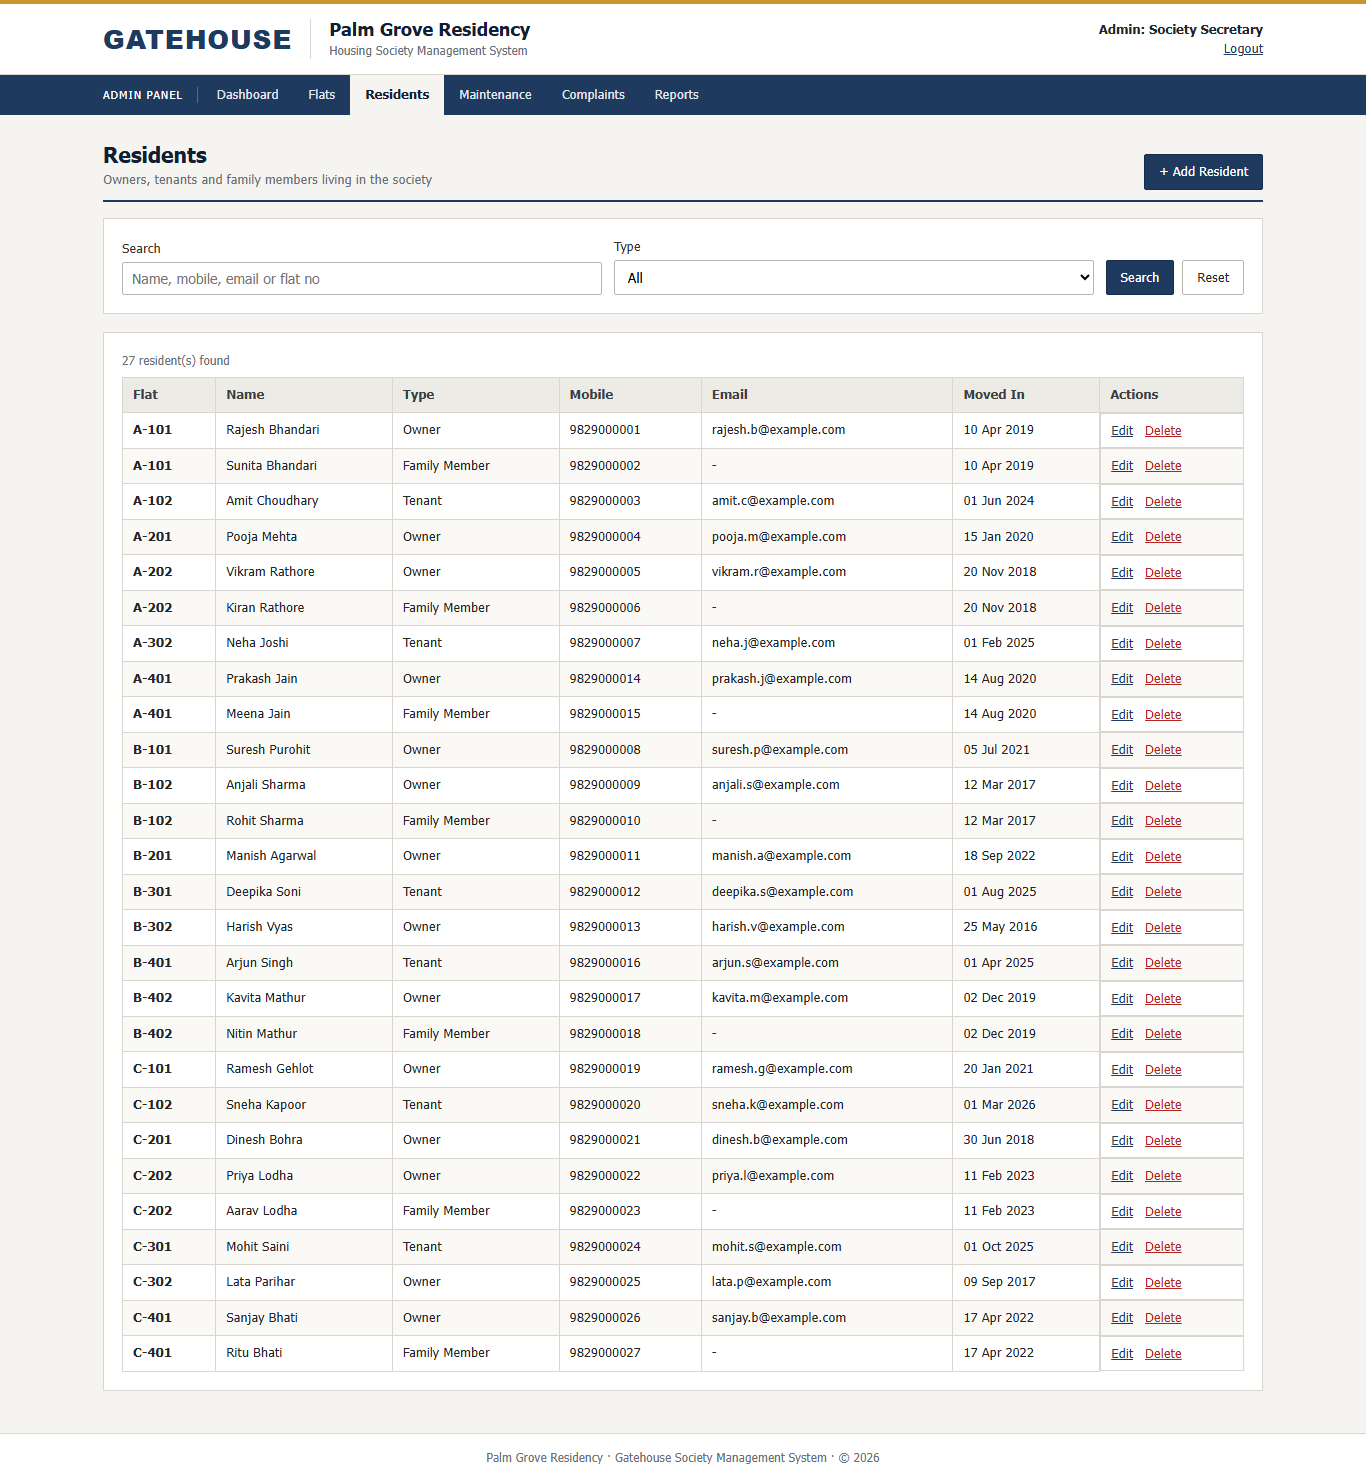 GATEHOUSE
Palm Grove Residency
Housing Society Management System
Admin: Society Secretary
Logout
ADMIN PANEL Dashboard Flats Residents Maintenance Complaints Reports
Residents
Owners, tenants and family members living in the society
+ Add Resident
Search
Type
Name, mobile, email or flat no
All
Search
Reset
27 resident(s) found
Flat Name Type Mobile Email Moved In Actions
A-101 Rajesh Bhandari Owner 9829000001 rajesh.b@example.com 10 Apr 2019 Edit Delete
A-101 Sunita Bhandari Family Member 9829000002 - 10 Apr 2019 Edit Delete
A-102 Amit Choudhary Tenant 9829000003 amit.c@example.com 01 Jun 2024 Edit Delete
A-201 Pooja Mehta Owner 9829000004 pooja.m@example.com 15 Jan 2020 Edit Delete
A-202 Vikram Rathore Owner 9829000005 vikram.r@example.com 20 Nov 2018 Edit Delete
A-202 Kiran Rathore Family Member 9829000006 - 20 Nov 2018 Edit Delete
A-302 Neha Joshi Tenant 9829000007 neha.j@example.com 01 Feb 2025 Edit Delete
A-401 Prakash Jain Owner 9829000014 prakash.j@example.com 14 Aug 2020 Edit Delete
A-401 Meena Jain Family Member 9829000015 - 14 Aug 2020 Edit Delete
B-101 Suresh Purohit Owner 9829000008 suresh.p@example.com 05 Jul 2021 Edit Delete
B-102 Anjali Sharma Owner 9829000009 anjali.s@example.com 12 Mar 2017 Edit Delete
B-102 Rohit Sharma Family Member 9829000010 - 12 Mar 2017 Edit Delete
B-201 Manish Agarwal Owner 9829000011 manish.a@example.com 18 Sep 2022 Edit Delete
B-301 Deepika Soni Tenant 9829000012 deepika.s@example.com 01 Aug 2025 Edit Delete
B-302 Harish Vyas Owner 9829000013 harish.v@example.com 25 May 2016 Edit Delete
B-401 Arjun Singh Tenant 9829000016 arjun.s@example.com 01 Apr 2025 Edit Delete
B-402 Kavita Mathur Owner 9829000017 kavita.m@example.com 02 Dec 2019 Edit Delete
B-402 Nitin Mathur Family Member 9829000018 - 02 Dec 2019 Edit Delete
C-101 Ramesh Gehlot Owner 9829000019 ramesh.g@example.com 20 Jan 2021 Edit Delete
C-102 Sneha Kapoor Tenant 9829000020 sneha.k@example.com 01 Mar 2026 Edit Delete
C-201 Dinesh Bohra Owner 9829000021 dinesh.b@example.com 30 Jun 2018 Edit Delete
C-202 Priya Lodha Owner 9829000022 priya.l@example.com 11 Feb 2023 Edit Delete
C-202 Aarav Lodha Family Member 9829000023 - 11 Feb 2023 Edit Delete
C-301 Mohit Saini Tenant 9829000024 mohit.s@example.com 01 Oct 2025 Edit Delete
C-302 Lata Parihar Owner 9829000025 lata.p@example.com 09 Sep 2017 Edit Delete
C-401 Sanjay Bhati Owner 9829000026 sanjay.b@example.com 17 Apr 2022 Edit Delete
C-401 Ritu Bhati Family Member 9829000027 - 17 Apr 2022 Edit Delete
Palm Grove Residency · Gatehouse Society Management System · © 2026